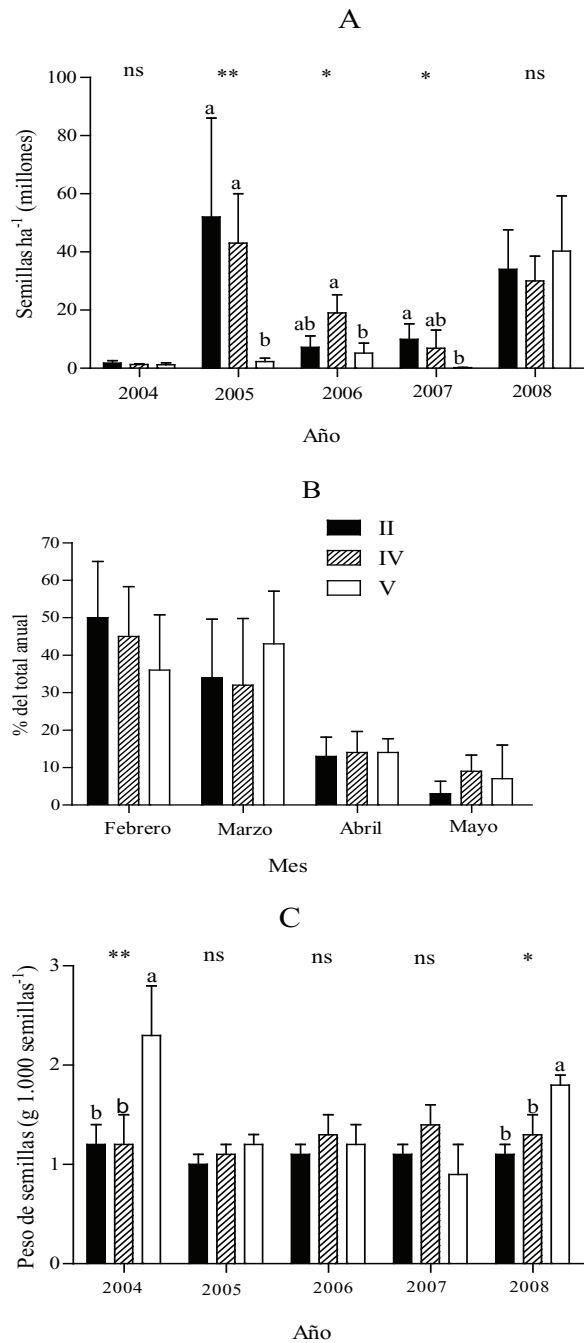 A
ns ** * * ns
100
80
60
40
20
0
Semillas ha-1 (millones)
a a b
ab a b
a ab b
2004 2005 2006 2007 2008
Año
B
II
IV
V
70
60
50
40
30
20
10
0
% del total anual
Febrero Marzo Abril Mayo
Mes
C
** ns ns ns *
3
2
1
0
Peso de semillas (g 1.000 semillas-1)
b b a
b b a
2004 2005 2006 2007 2008
Año